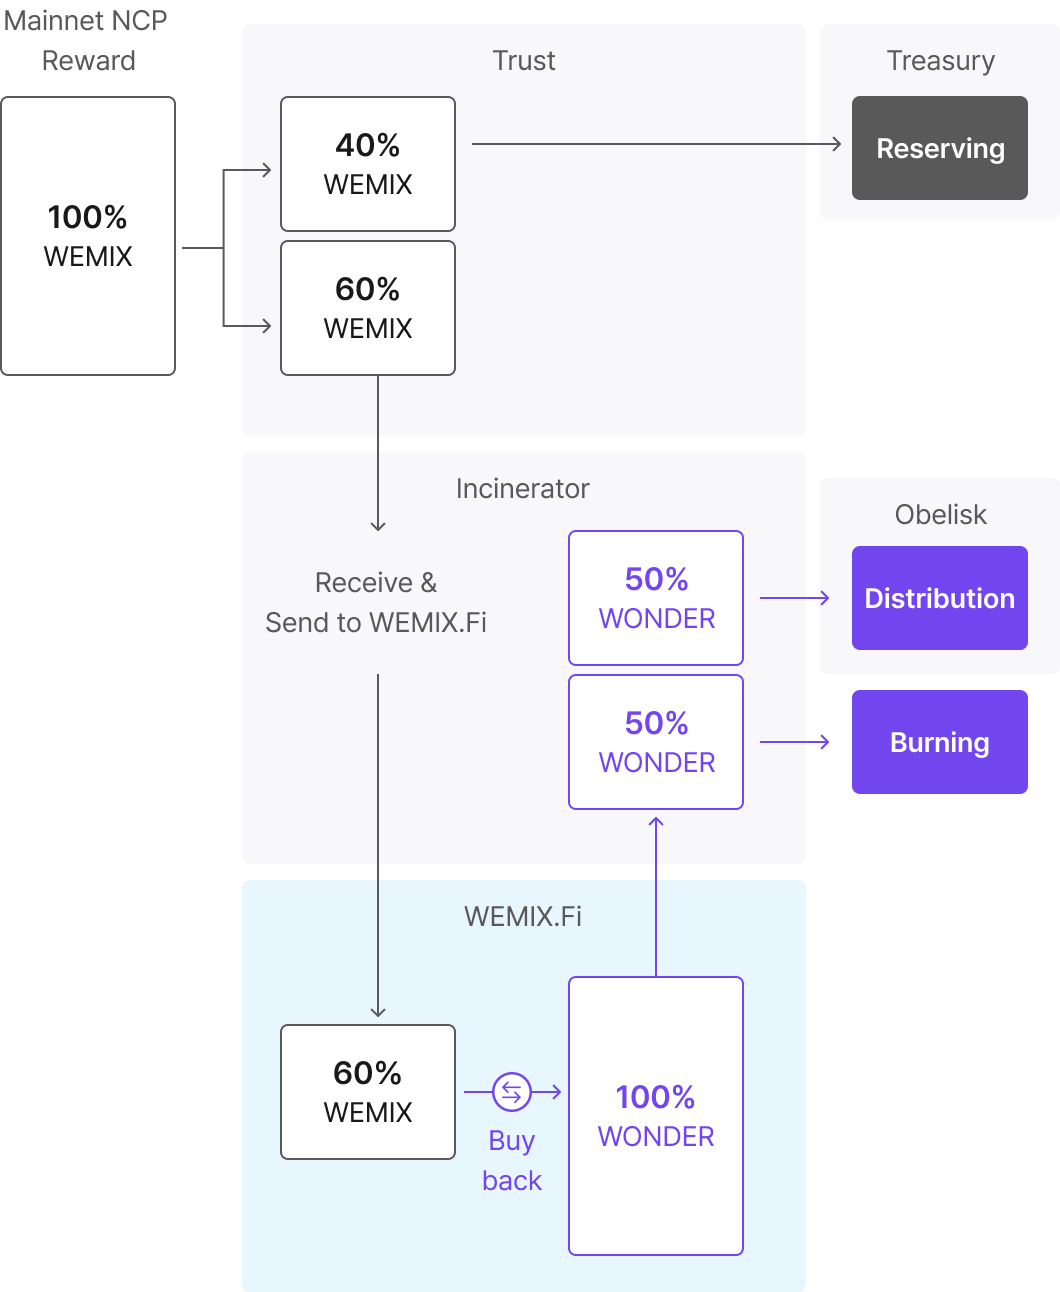 Mainnet NCP
Reward
100%
WEMIX
Trust
40%
WEMIX
60%
WEMIX
Treasury
Reserving
Incinerator
Receive &
Send to WEMIX.Fi
50%
WONDER
50%
WONDER
Obelisk
Distribution
Burning
WEMIX.Fi
60%
WEMIX
Buy
back
100%
WONDER